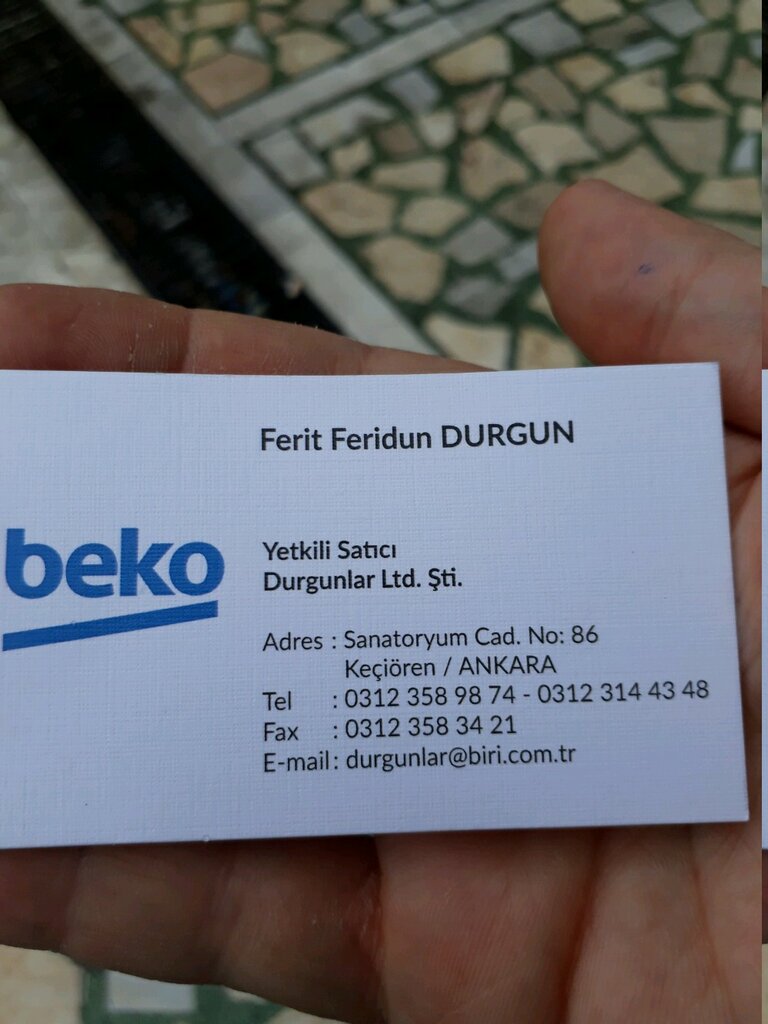 Ferit Feridun DURGUN
beko
Yetkili Satıcı
Durgunlar Ltd. Şti.
Adres : Sanatoryum Cad. No: 86
Keçiören / ANKARA
Tel : 0312 358 98 74 - 0312 314 43 48
Fax : 0312 358 34 21
E-mail : durgunlar@biri.com.tr